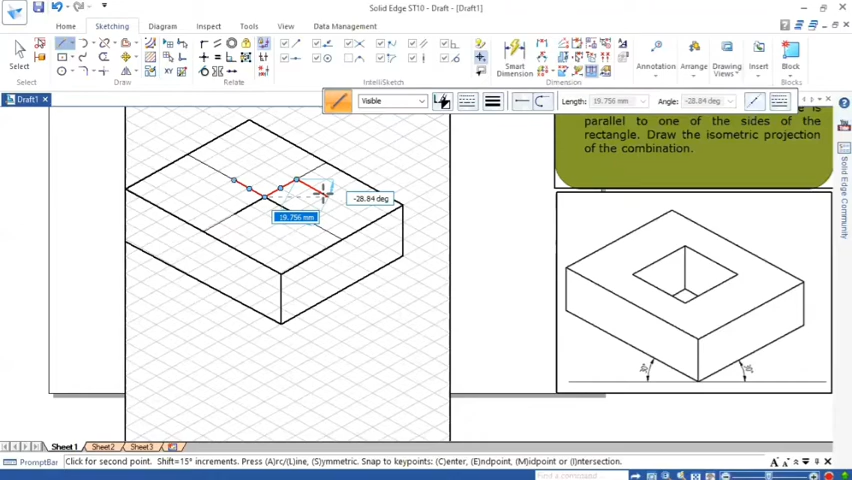 Solid Edge ST10 - Draft - [Draft1]
Home
Sketching
Diagram
Inspect
Tools
View
Data Management
Select
Smart
Dimension
Annotation
Arrange
Drawing
Views
Insert
Block
Select
Draw
Relate
IntelliSketch
Dimension
Block
Draft1
Visible
Length:
19.756 mm
Angle:
-28.84 deg
parallel to one of the sides of the
rectangle. Draw the isometric projection
of the combination.
-28.84 deg
19.756 mm
30°
30°
Community - Solid Edge
Sheet1
Sheet2
Sheet3
PromptBar
Click for second point. Shift=15° increments. Press (A)rc/(L)ine, (S)ymmetric. Snap to keypoints: (C)enter, (E)ndpoint, (M)idpoint or (I)ntersection.
Find a command